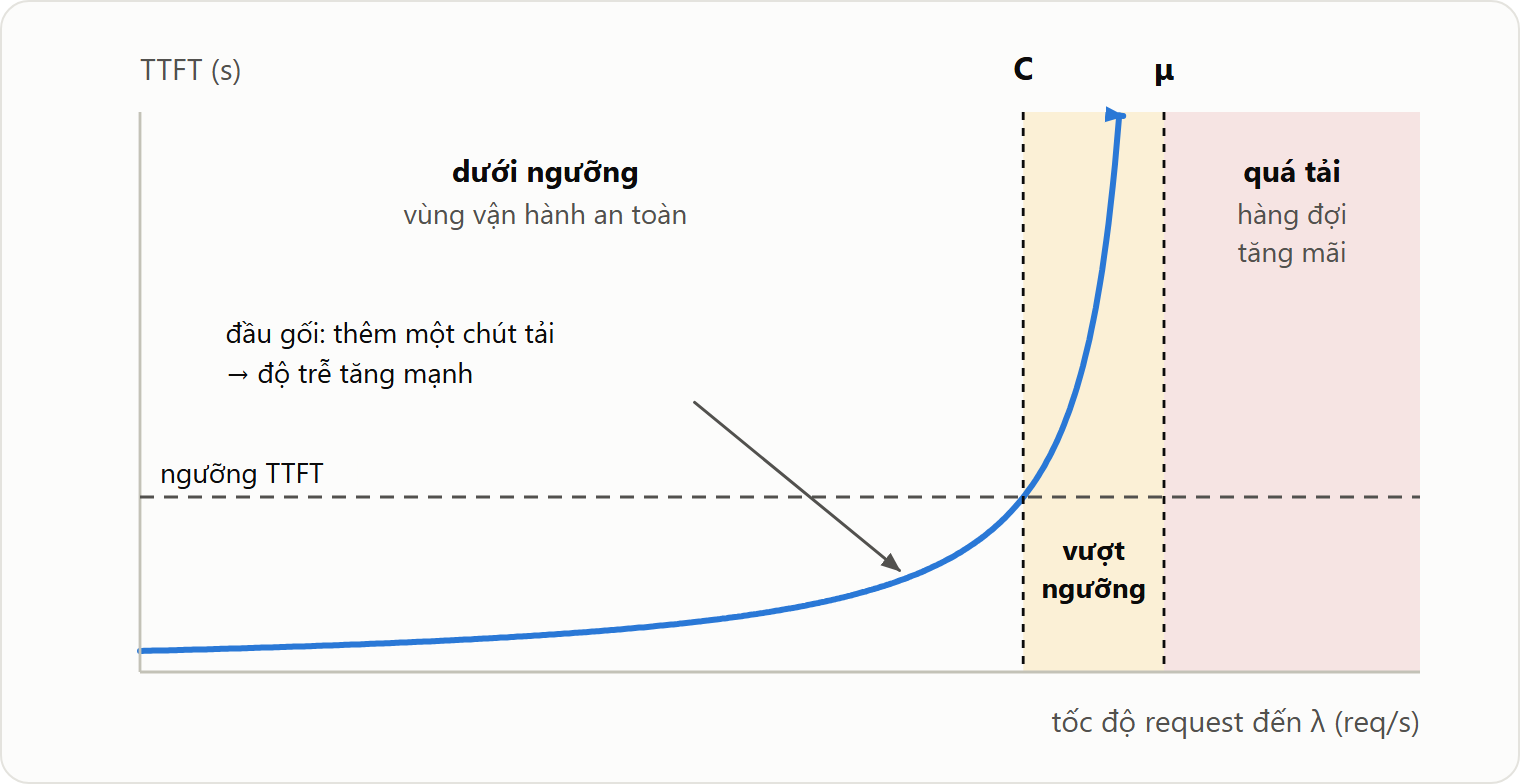 TTFT (s)
C
μ
dưới ngưỡng
vùng vận hành an toàn
quá tải
hàng đợi
tăng mãi
đầu gối: thêm một chút tải
→ độ trễ tăng mạnh
ngưỡng TTFT
vượt
ngưỡng
tốc độ request đến λ (req/s)